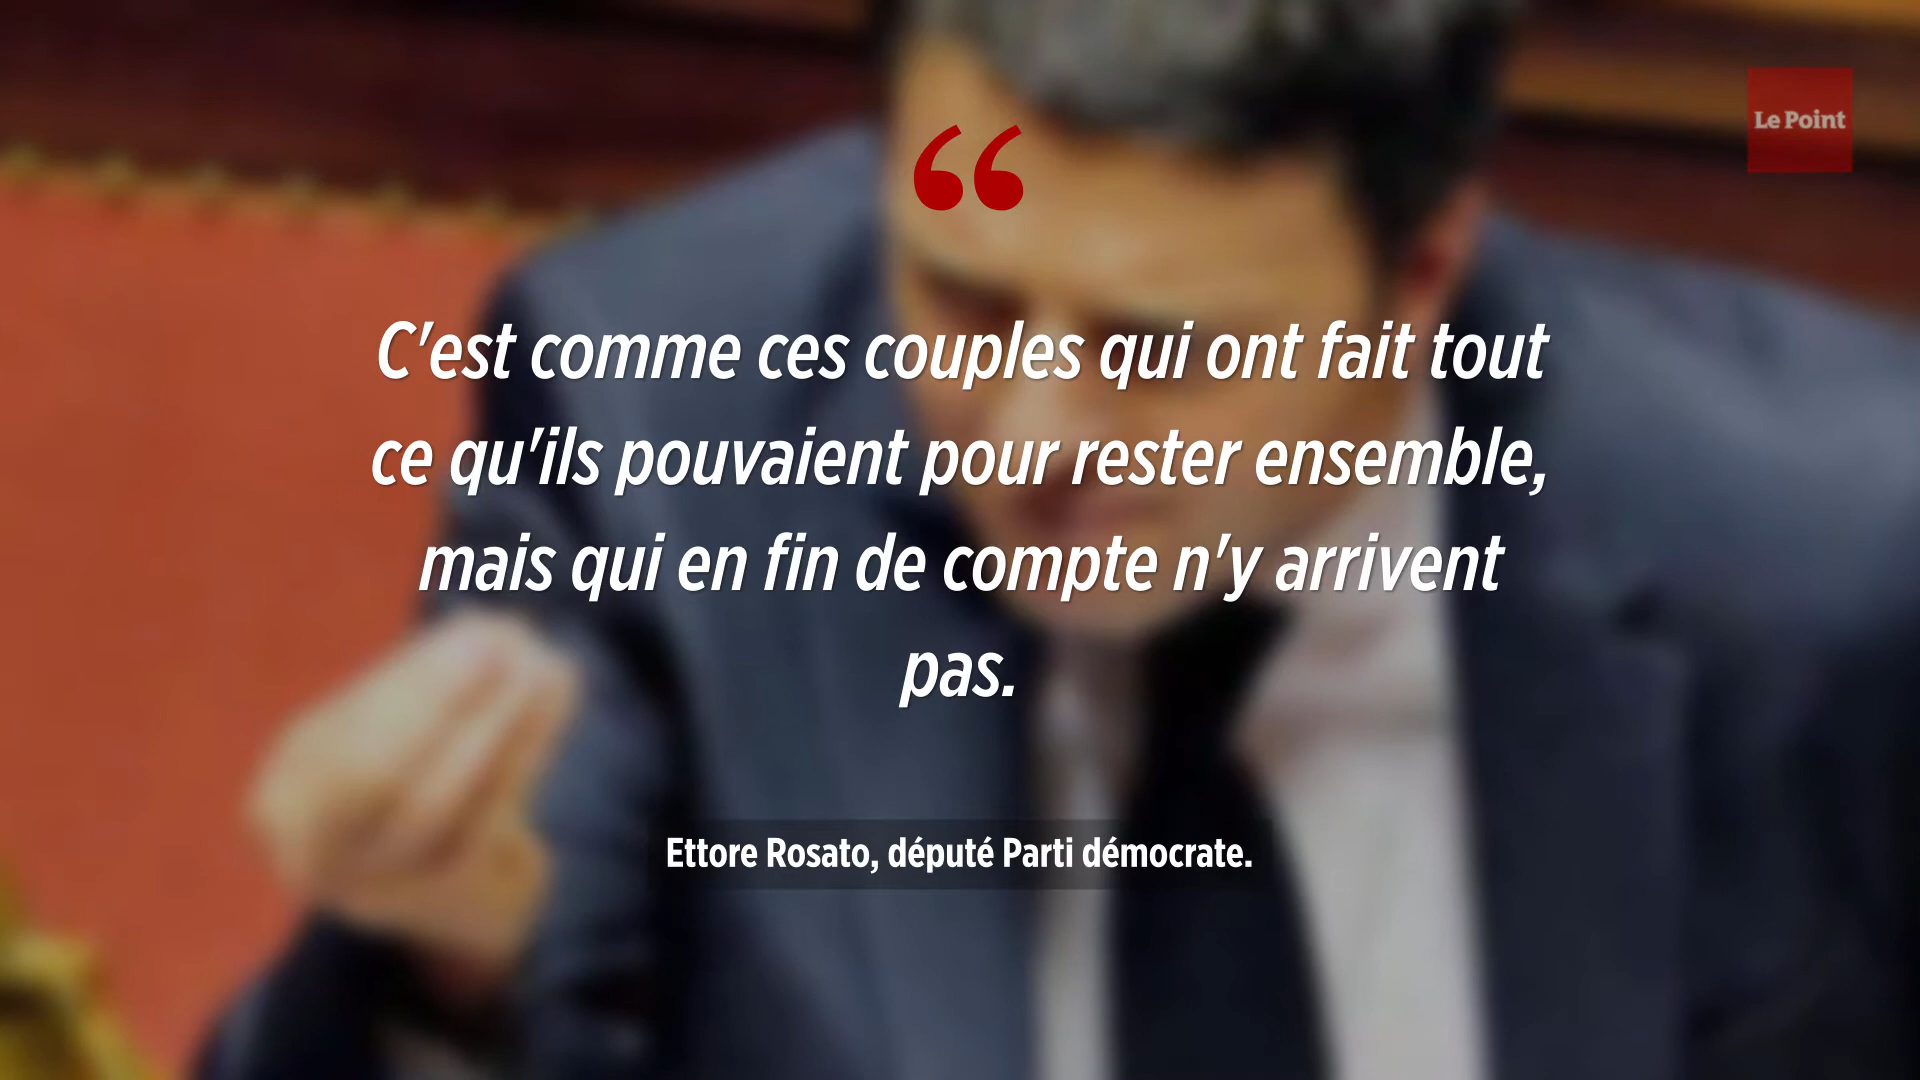 Le Point
“
C'est comme ces couples qui ont fait tout
ce qu'ils pouvaient pour rester ensemble,
mais qui en fin de compte n'y arrivent
pas.
Ettore Rosato, député Parti démocrate.